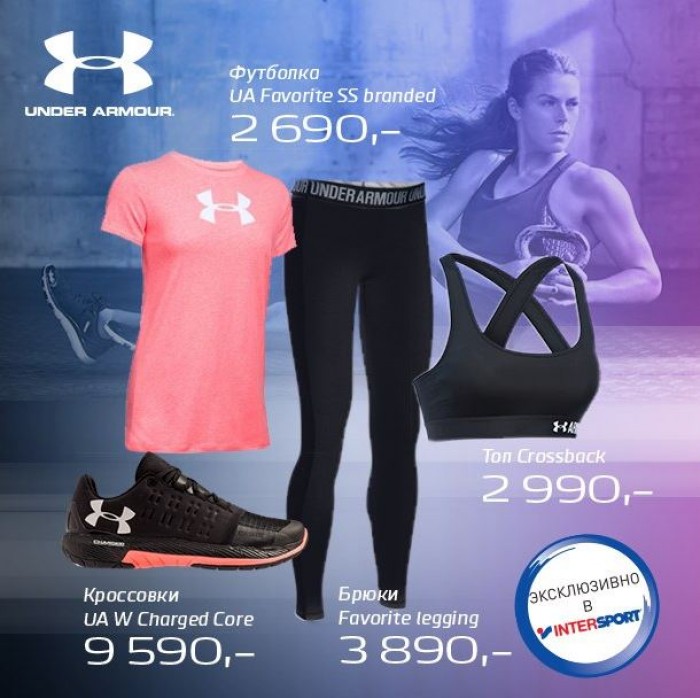 UNDER ARMOUR.
Футболка
UA Favorite SS branded
2 690,–
UNDER ARMOUR
Топ Crossback
2 990,–
CHARGED
Кроссовки
UA W Charged Core
9 590,–
Брюки
Favorite legging
3 890,–
ЭКСКЛЮЗИВНО
В
INTERSPORT